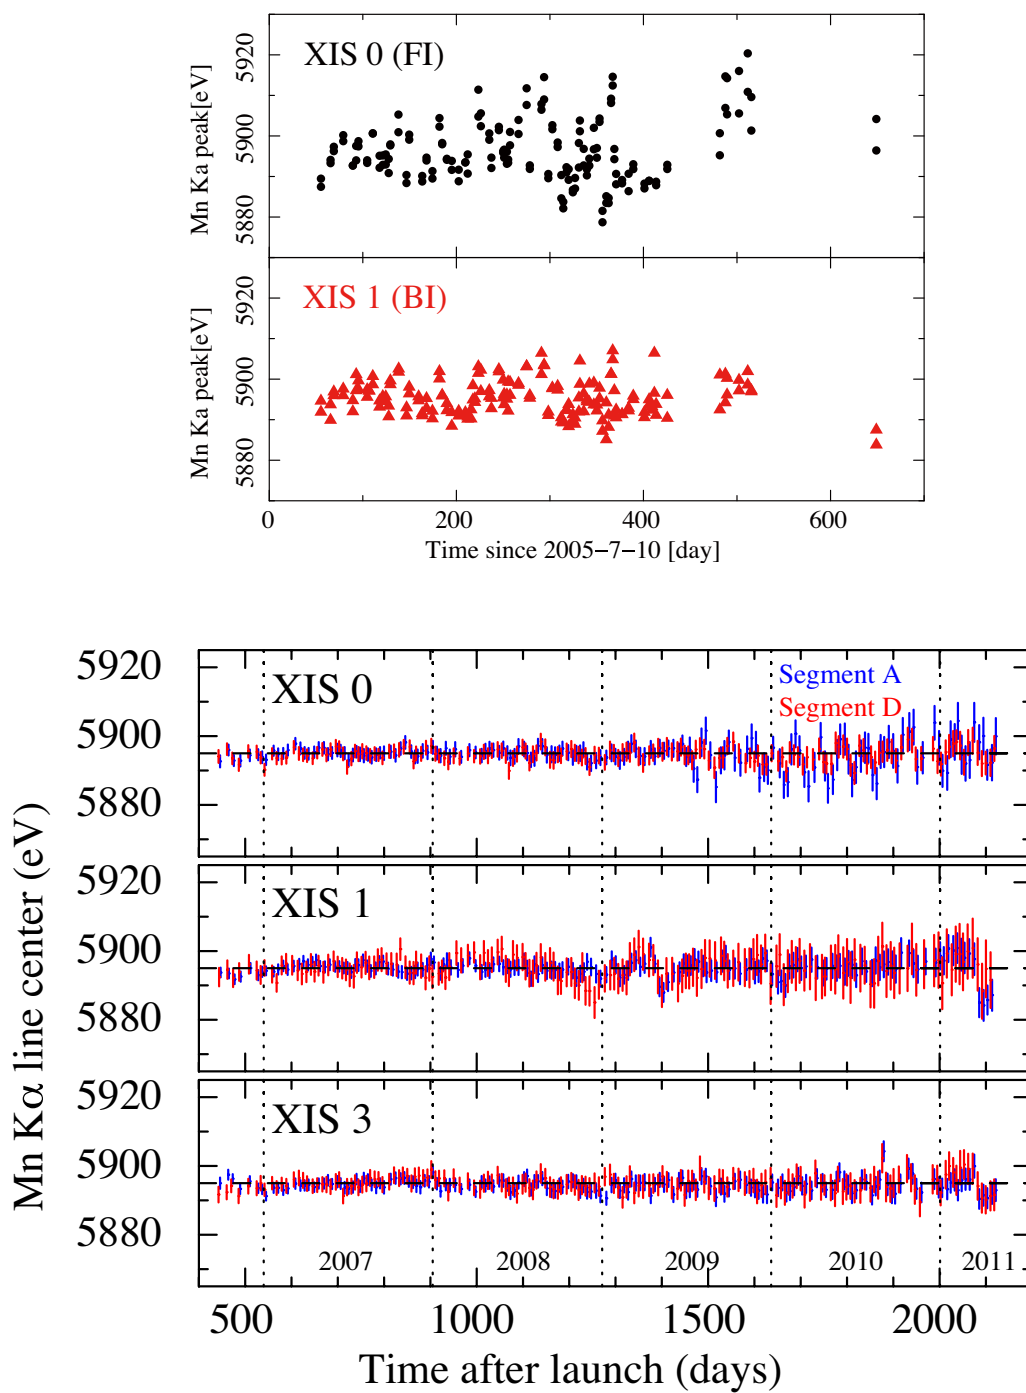 XIS 0 (FI)
Mn Ka peak[eV]
5920
5900
5880
XIS 1 (BI)
Mn Ka peak[eV]
5920
5900
5880
0 200 400 600
Time since 2005−7−10 [day]
Mn Kα line center (eV)
5920
5900
5880
XIS 0
Segment A
Segment D
5920
5900
5880
XIS 1
5920
5900
5880
XIS 3
2007 2008 2009 2010 2011
500 1000 1500 2000
Time after launch (days)